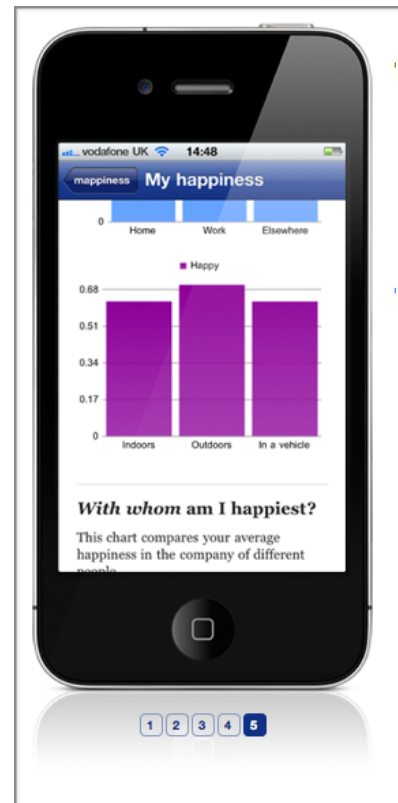 vodafone UK 14:48
mappiness My happiness
0
Home Work Elsewhere
Happy
0.68
0.51
0.34
0.17
0
Indoors Outdoors In a vehicle
With whom am I happiest?
This chart compares your average
happiness in the company of different
people
1 2 3 4 5